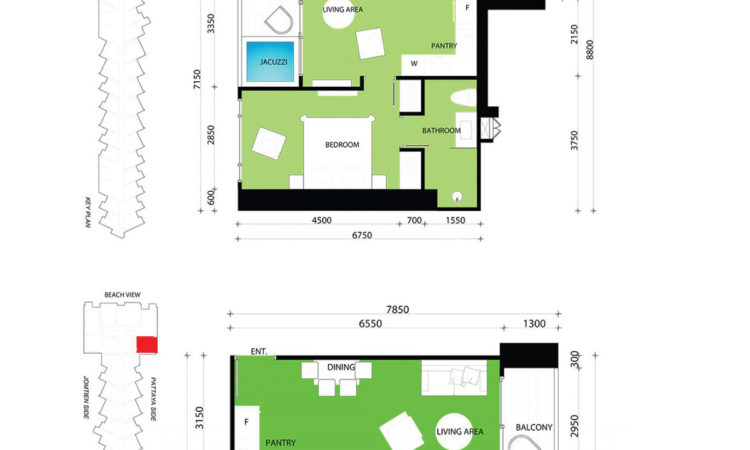 3350
LIVING AREA
F
PANTRY
W
JACUZZI
2150
8800
7150
2850
BEDROOM
BATHROOM
3750
600
4500
700
1550
6750
KEY PLAN
BEACH VIEW
JOMTIEN SIDE
PATTAYA SIDE
7850
6550
1300
ENT.
DINING
300
3150
F
LIVING AREA
BALCONY
2950
PANTRY